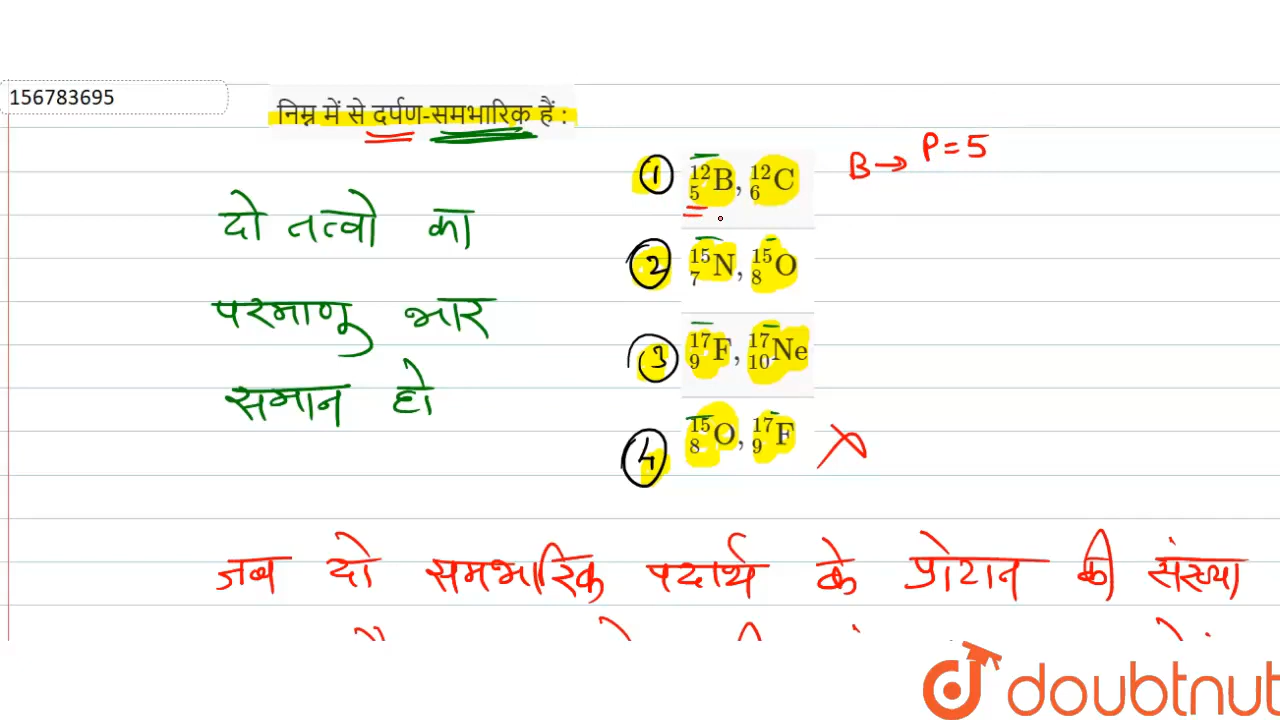 156783695
निम्न में से दर्पण-समभारिक हैं :
① ¹²₅B, ¹²₆C
B → P = 5
② ¹⁵₇N, ¹⁵₈O
③ ¹⁷₉F, ¹⁷₁₀Ne
④ ¹⁵₈O, ¹⁷₉F
दो तत्वो का
परमाणु भार
समान हो
जब दो समभारिक पदार्थ के प्रोटान की संख्या
doubtnut